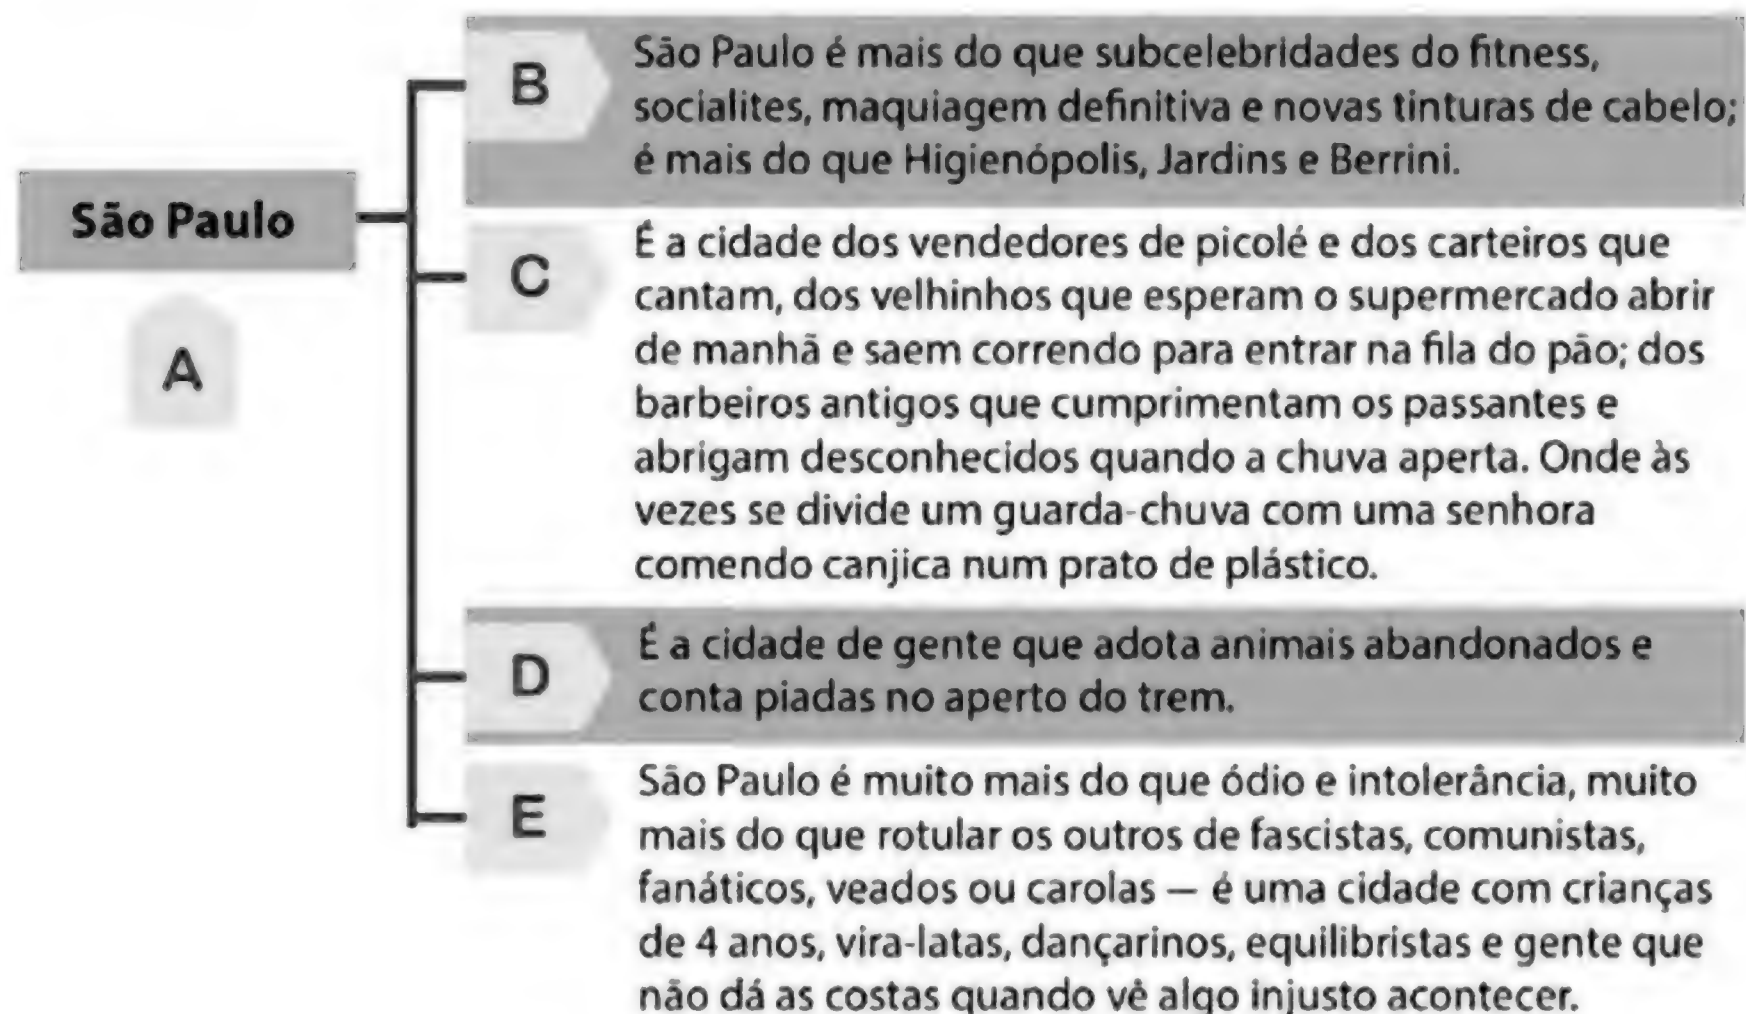 São Paulo
A
B
São Paulo é mais do que subcelebridades do fitness,
socialites, maquiagem definitiva e novas tinturas de cabelo;
é mais do que Higienópolis, Jardins e Berrini.
C
É a cidade dos vendedores de picolé e dos carteiros que
cantam, dos velhinhos que esperam o supermercado abrir
de manhã e saem correndo para entrar na fila do pão; dos
barbeiros antigos que cumprimentam os passantes e
abrigam desconhecidos quando a chuva aperta. Onde às
vezes se divide um guarda-chuva com uma senhora
comendo canjica num prato de plástico.
D
É a cidade de gente que adota animais abandonados e
conta piadas no aperto do trem.
E
São Paulo é muito mais do que ódio e intolerância, muito
mais do que rotular os outros de fascistas, comunistas,
fanáticos, veados ou carolas — é uma cidade com crianças
de 4 anos, vira-latas, dançarinos, equilibristas e gente que
não dá as costas quando vê algo injusto acontecer.